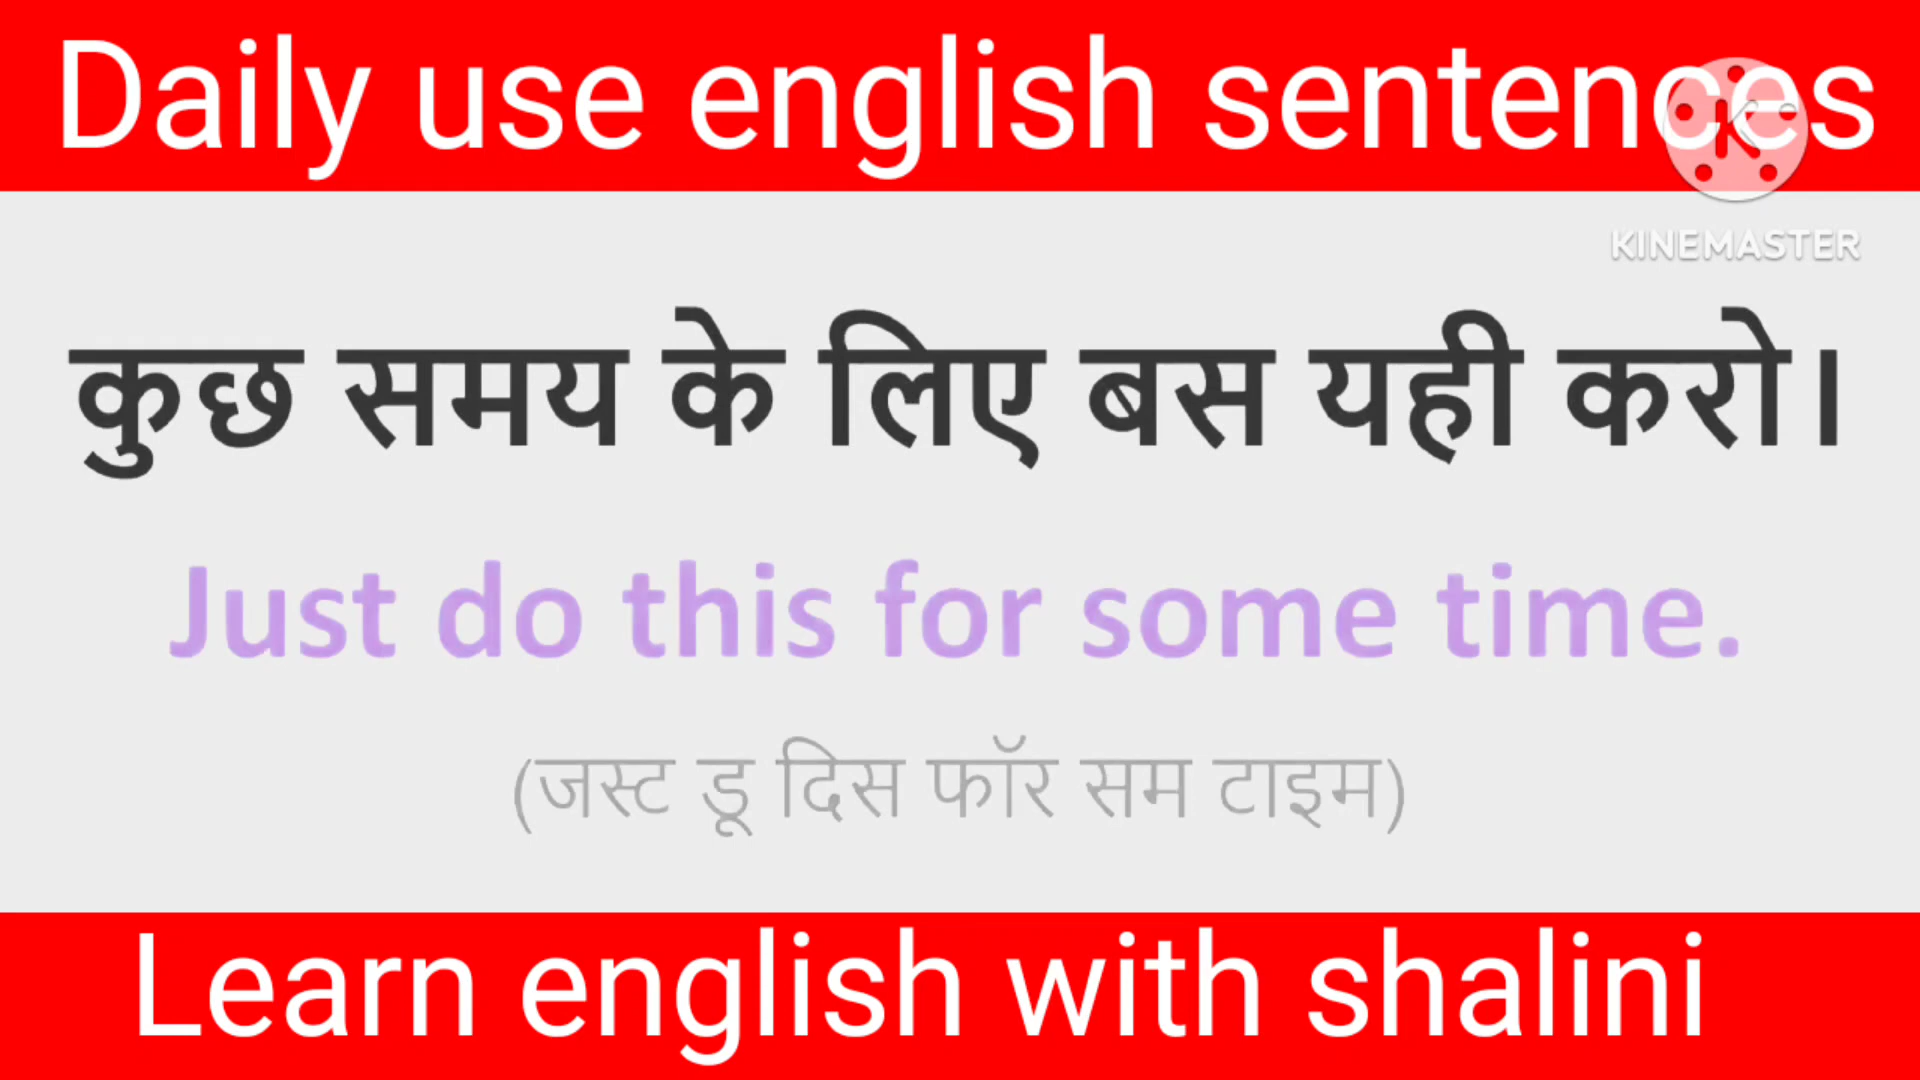 Daily use english sentences
KINEMASTER
कुछ समय के लिए बस यही करो।
Just do this for some time.
(जस्ट डू दिस फॉर सम टाइम)
Learn english with shalini